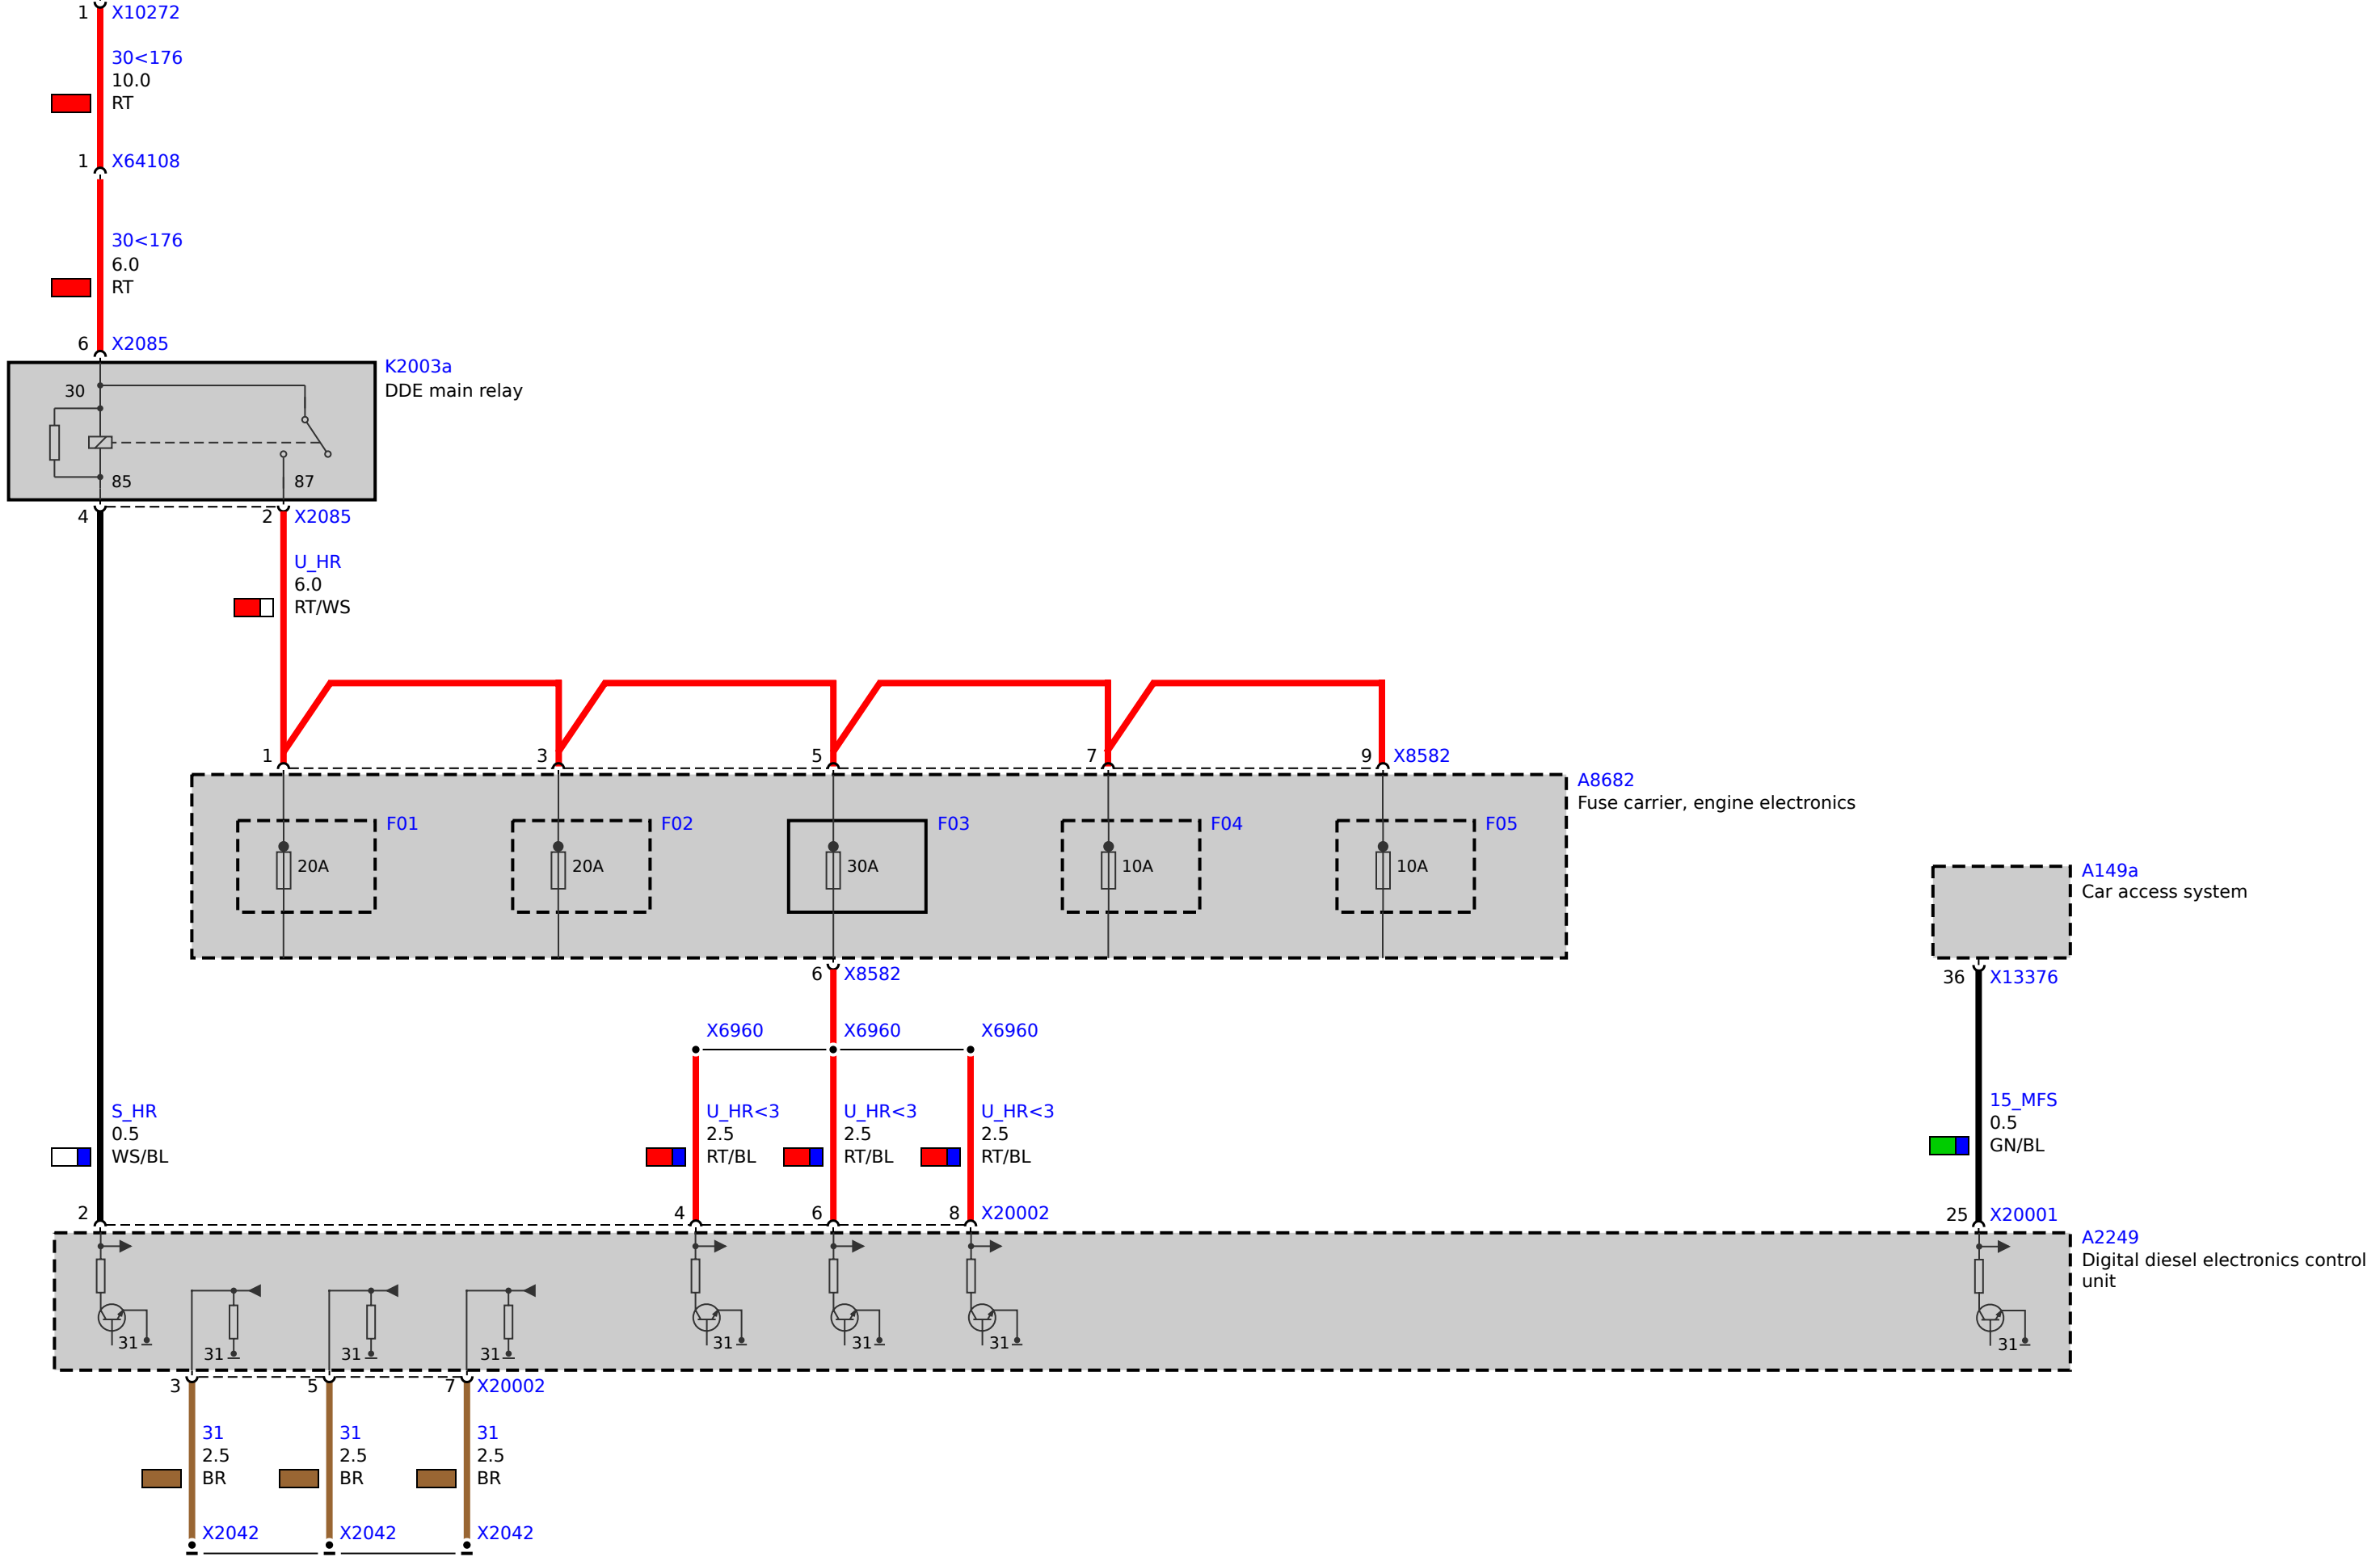 1 X10272
30<176
10.0
RT
1 X64108
30<176
6.0
RT
6 X2085
K2003a
DDE main relay
30
85
87
4
2 X2085
U_HR
6.0
RT/WS
1
3
5
7
9 X8582
A8682
Fuse carrier, engine electronics
F01
20A
F02
20A
F03
30A
F04
10A
F05
10A
A149a
Car access system
6 X8582
36 X13376
X6960
X6960
X6960
S_HR
0.5
WS/BL
U_HR<3
2.5
RT/BL
U_HR<3
2.5
RT/BL
U_HR<3
2.5
RT/BL
15_MFS
0.5
GN/BL
2
4
6
8 X20002
25 X20001
A2249
Digital diesel electronics control
unit
31
31
31
31
31
31
31
31
3
5
7 X20002
31
2.5
BR
31
2.5
BR
31
2.5
BR
X2042
X2042
X2042